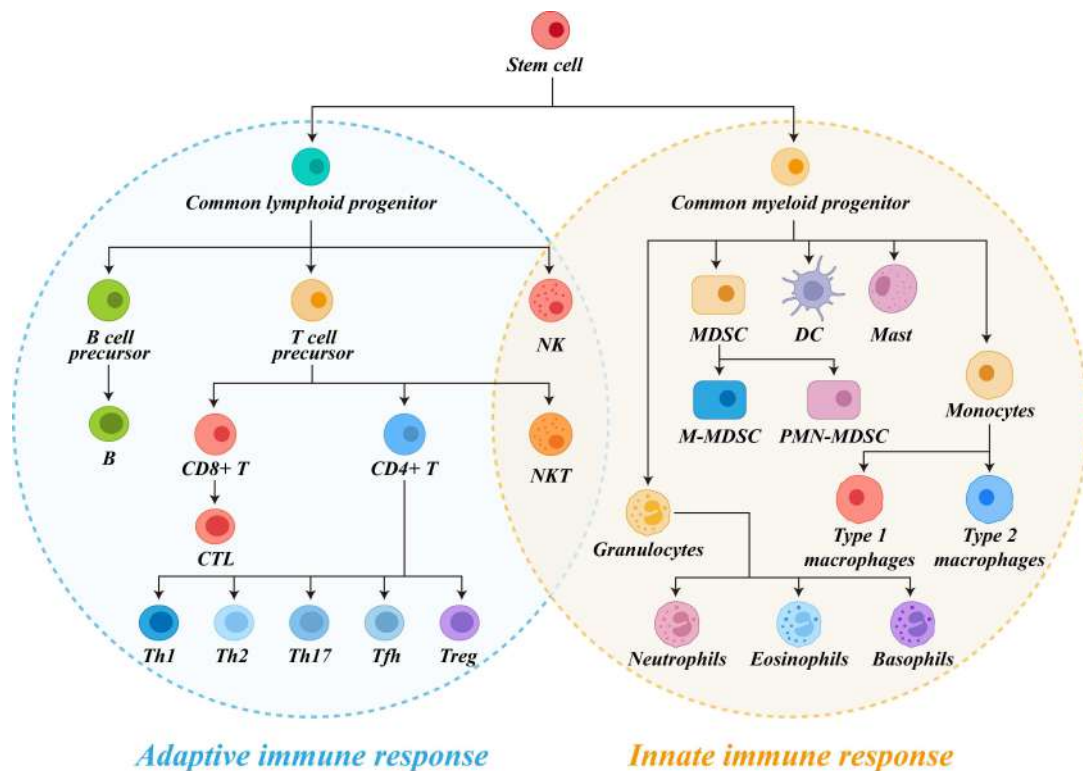 Stem cell
Common lymphoid progenitor
Common myeloid progenitor
B cell
precursor
T cell
precursor
NK
MDSC
DC
Mast
B
CD8+ T
CD4+ T
NKT
M-MDSC
PMN-MDSC
Monocytes
CTL
Granulocytes
Type 1
macrophages
Type 2
macrophages
Th1
Th2
Th17
Tfh
Treg
Neutrophils
Eosinophils
Basophils
Adaptive immune response
Innate immune response